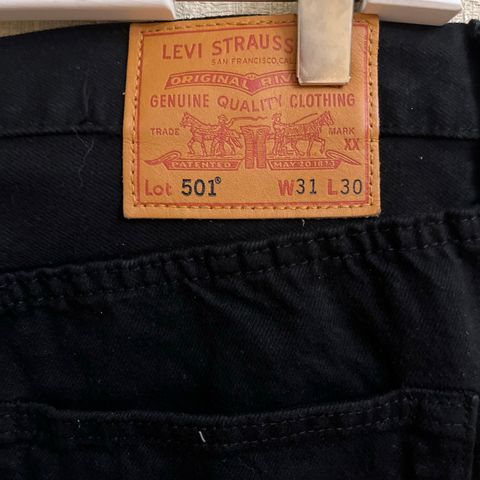 LEVI STRAUSS
SAN FRANCISCO, CAL
ORIGINAL RIV
GENUINE QUALITY CLOTHING
TRADE MARK
XX
PATENTED MAY 20 1873
Lot 501® W31 L30